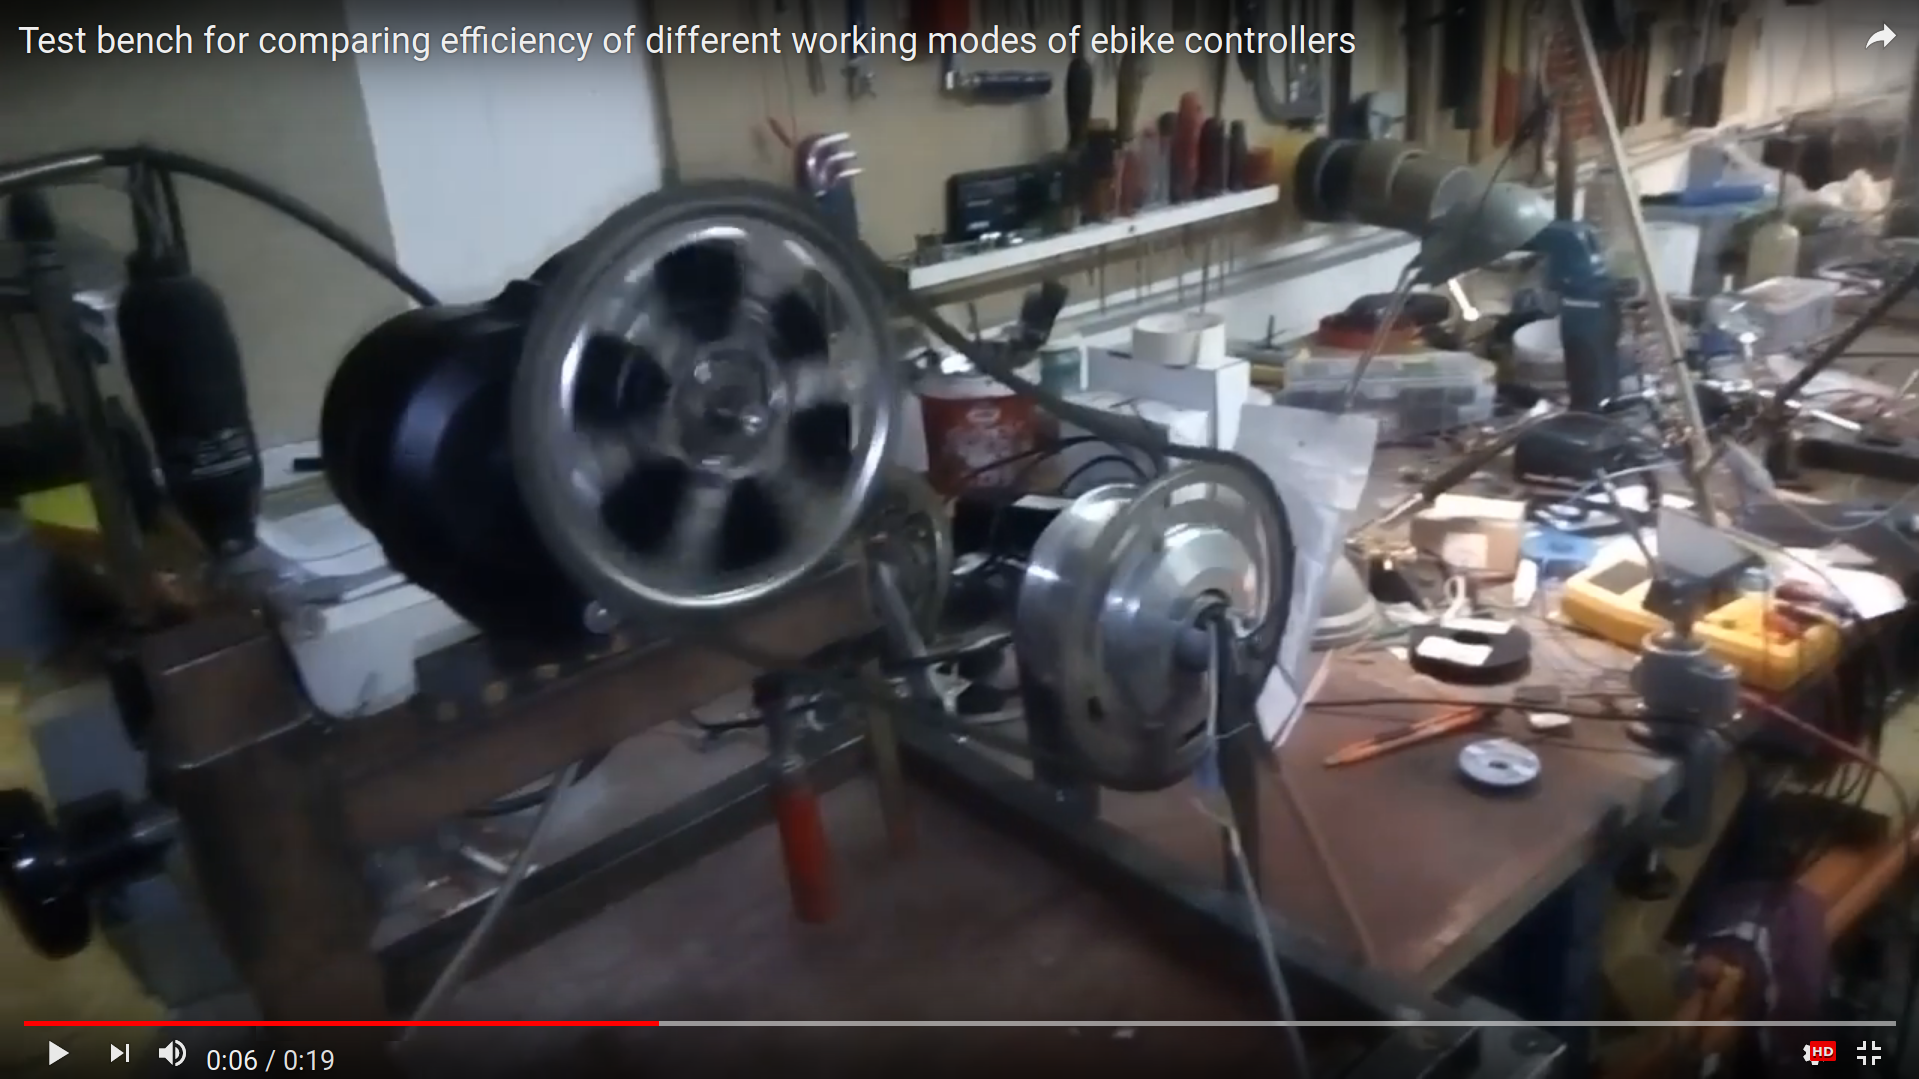 Test bench for comparing efficiency of different working modes of ebike controllers
0:06 / 0:19
HD